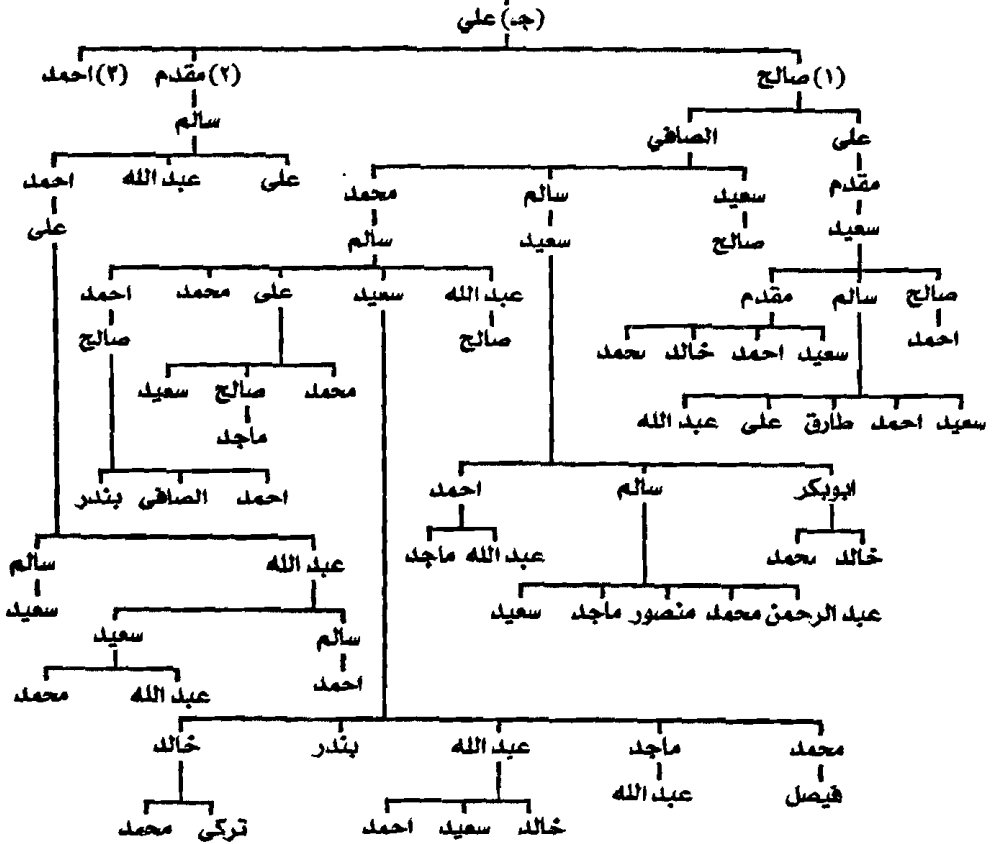 (جـ) علي
(١) صالح (٢) مقدم (٣) احمد
سالم
على الصافي
على عبد الله احمد
مقدم سعيد سالم محمد
سعيد صالح سعيد سالم على
صالح سالم مقدم عبد الله سعيد على محمد احمد
احمد صالح صالح
سعيد احمد خالد محمد
محمد صالح سعيد
سعيد احمد طارق على عبد الله
ماجد
ابوبكر سالم احمد احمد الصافى بندر
خالد محمد عبد الله ماجد
عبد الله سالم
عبد الرحمن محمد منصور ماجد سعيد سعيد
سالم سعيد
احمد عبد الله محمد
محمد ماجد عبد الله بندر خالد
فيصل عبد الله
خالد سعيد احمد تركى محمد